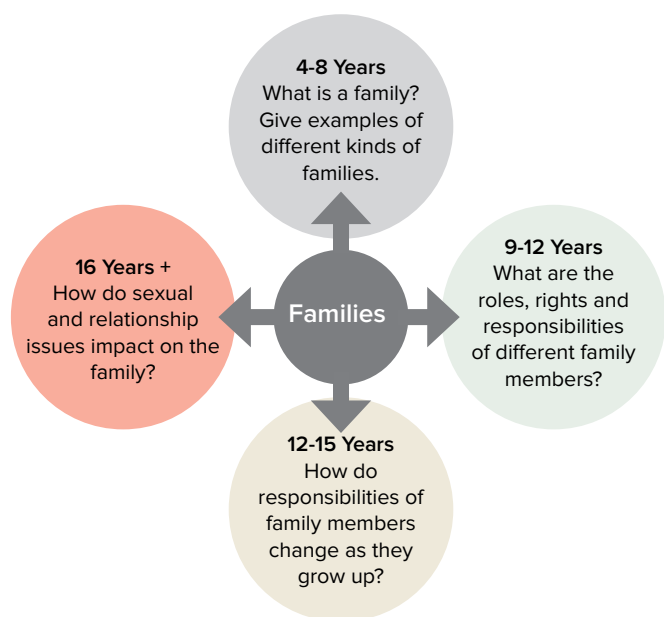 4-8 Years
What is a family?
Give examples of
different kinds of
families.
9-12 Years
What are the
roles, rights and
responsibilities
of different family
members?
12-15 Years
How do
responsibilities of
family members
change as they
grow up?
16 Years +
How do sexual
and relationship
issues impact on the
family?
Families